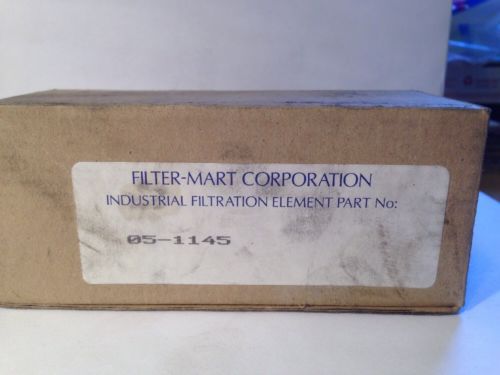 FILTER-MART CORPORATION
INDUSTRIAL FILTRATION ELEMENT PART No:
05-1145